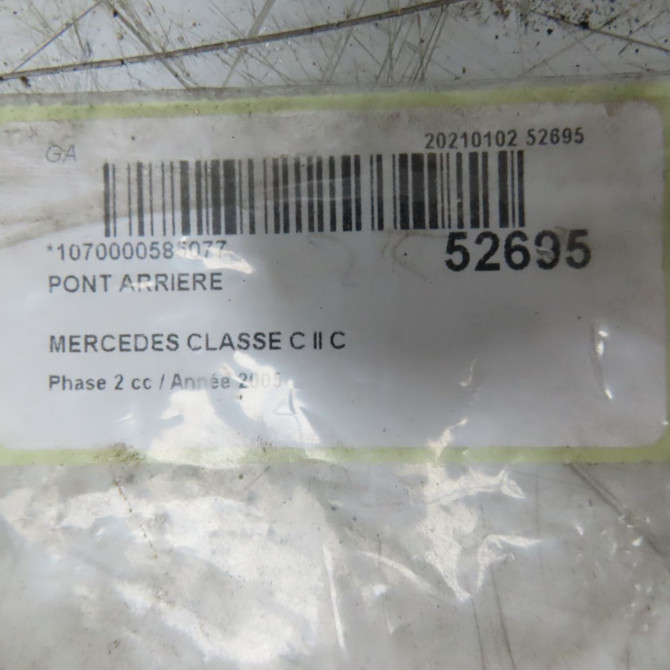 GA
20210102 52695
*1070000585077
52695
PONT ARRIERE
MERCEDES CLASSE C II C
Phase 2 cc / Année 2005